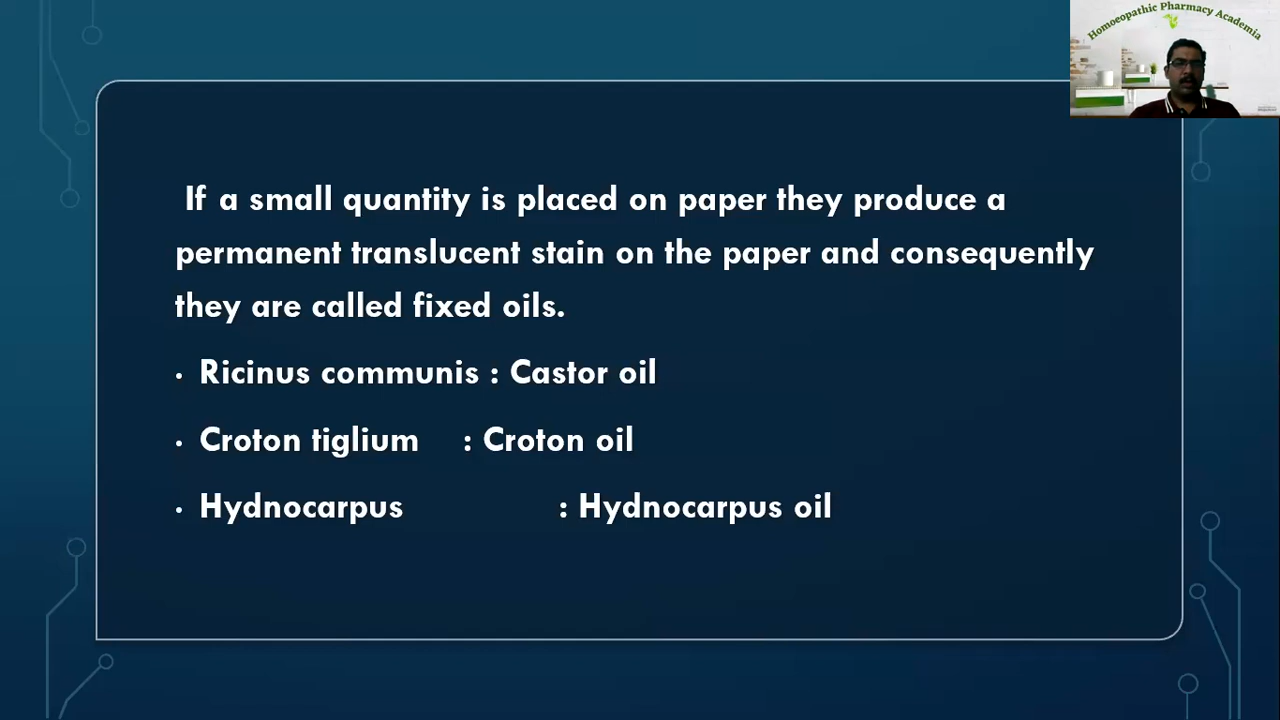 Homoeopathic Pharmacy Academia
If a small quantity is placed on paper they produce a
permanent translucent stain on the paper and consequently
they are called fixed oils.
• Ricinus communis : Castor oil
• Croton tiglium : Croton oil
• Hydnocarpus : Hydnocarpus oil